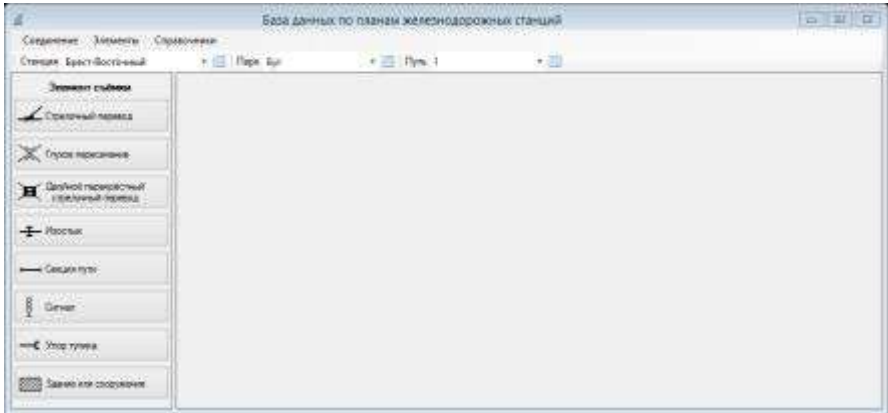 База данных по планам железнодорожных станций
Соединение Элементы Справочники
Станция Брест-Восточный Парк Буг Путь 1
Элемент съёмки
Стрелочный перевод
Глухое пересечение
Двойной перекрёстный
стрелочный перевод
Изостык
Секция пути
Сигнал
Упор тупика
Здание или сооружение